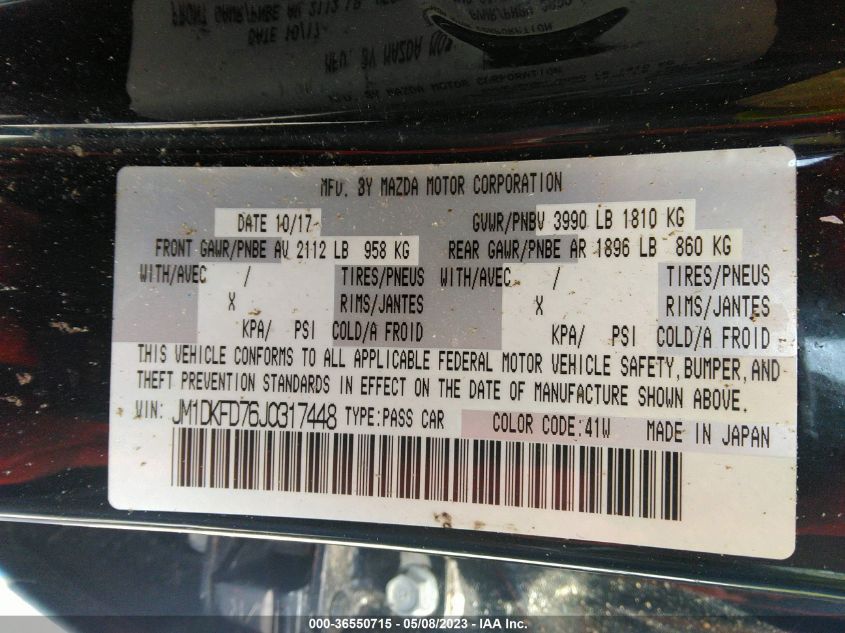 MFD. BY MAZDA MOTOR CORPORATION
DATE 10/17 GVWR/PNBV 3990 LB 1810 KG
FRONT GAWR/PNBE AV 2112 LB 958 KG REAR GAWR/PNBE AR 1896 LB 860 KG
WITH/AVEC / TIRES/PNEUS WITH/AVEC / TIRES/PNEUS
X RIMS/JANTES X RIMS/JANTES
KPA/ PSI COLD/A FROID KPA/ PSI COLD/A FROID
THIS VEHICLE CONFORMS TO ALL APPLICABLE FEDERAL MOTOR VEHICLE SAFETY, BUMPER, AND
THEFT PREVENTION STANDARDS IN EFFECT ON THE DATE OF MANUFACTURE SHOWN ABOVE.
VIN: JM1DKFD76J0317448 TYPE:PASS CAR COLOR CODE:41W MADE IN JAPAN
000-36550715 - 05/08/2023 - © IAA Inc.